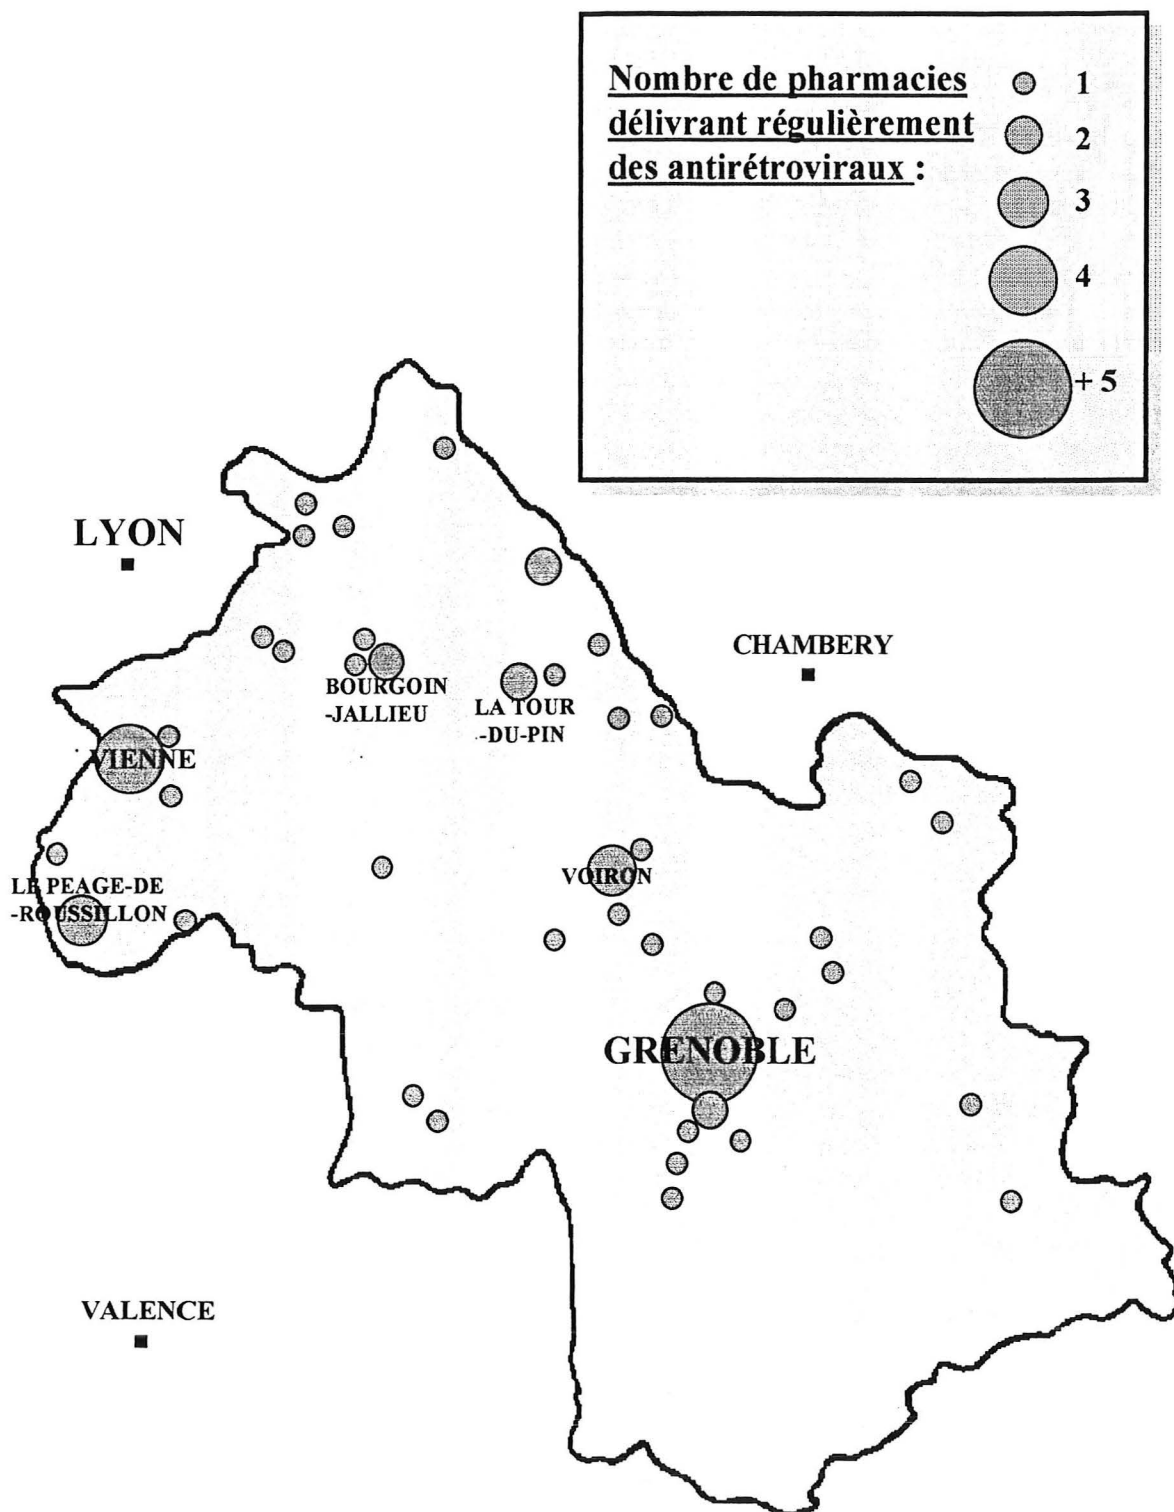 Nombre de pharmacies
délivrant régulièrement
des antirétroviraux :
1
2
3
4
+ 5
LYON
CHAMBERY
BOURGOIN
-JALLIEU
LA TOUR
-DU-PIN
VIENNE
VOIRON
LE PEAGE-DE
-ROUSSILLON
GRENOBLE
VALENCE